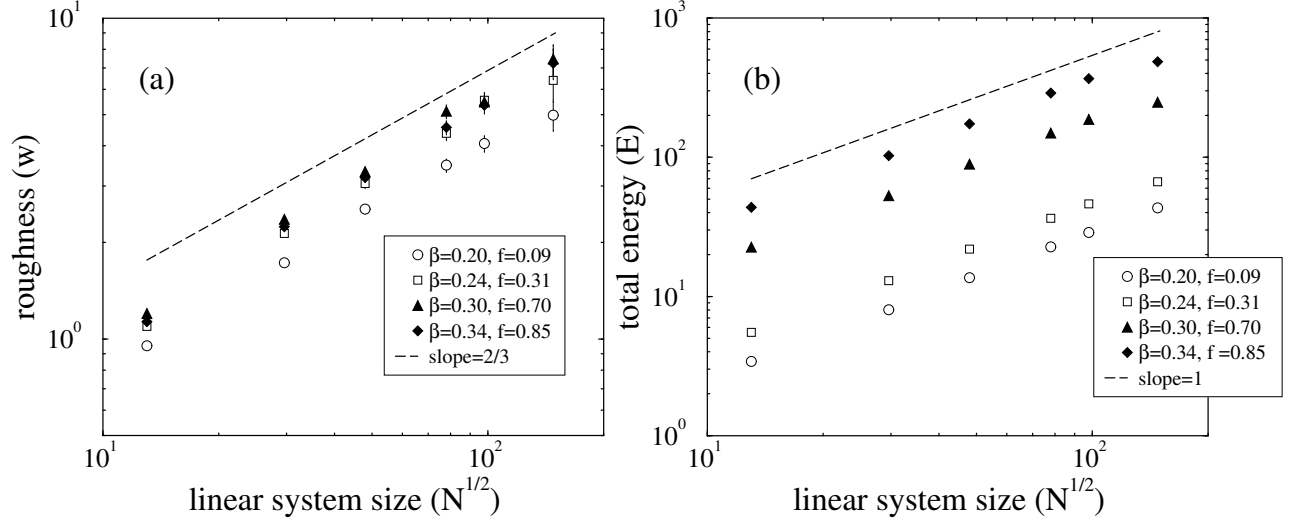 (a)
roughness (w)
10^1
10^0
10^1
10^2
linear system size (N^1/2)
β=0.20, f=0.09
β=0.24, f=0.31
β=0.30, f=0.70
β=0.34, f=0.85
slope=2/3
(b)
total energy (E)
10^3
10^2
10^1
10^0
10^1
10^2
linear system size (N^1/2)
β=0.20, f=0.09
β=0.24, f=0.31
β=0.30, f=0.70
β=0.34, f =0.85
slope=1